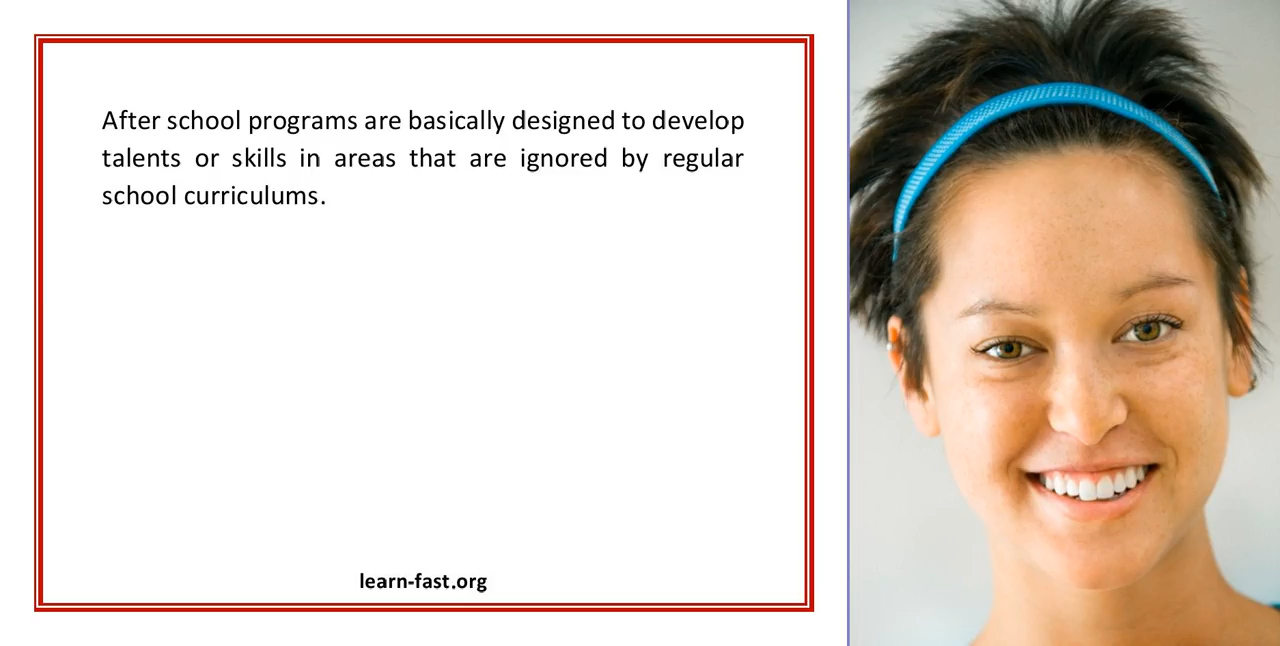 After school programs are basically designed to develop
talents or skills in areas that are ignored by regular
school curriculums.
learn-fast.org